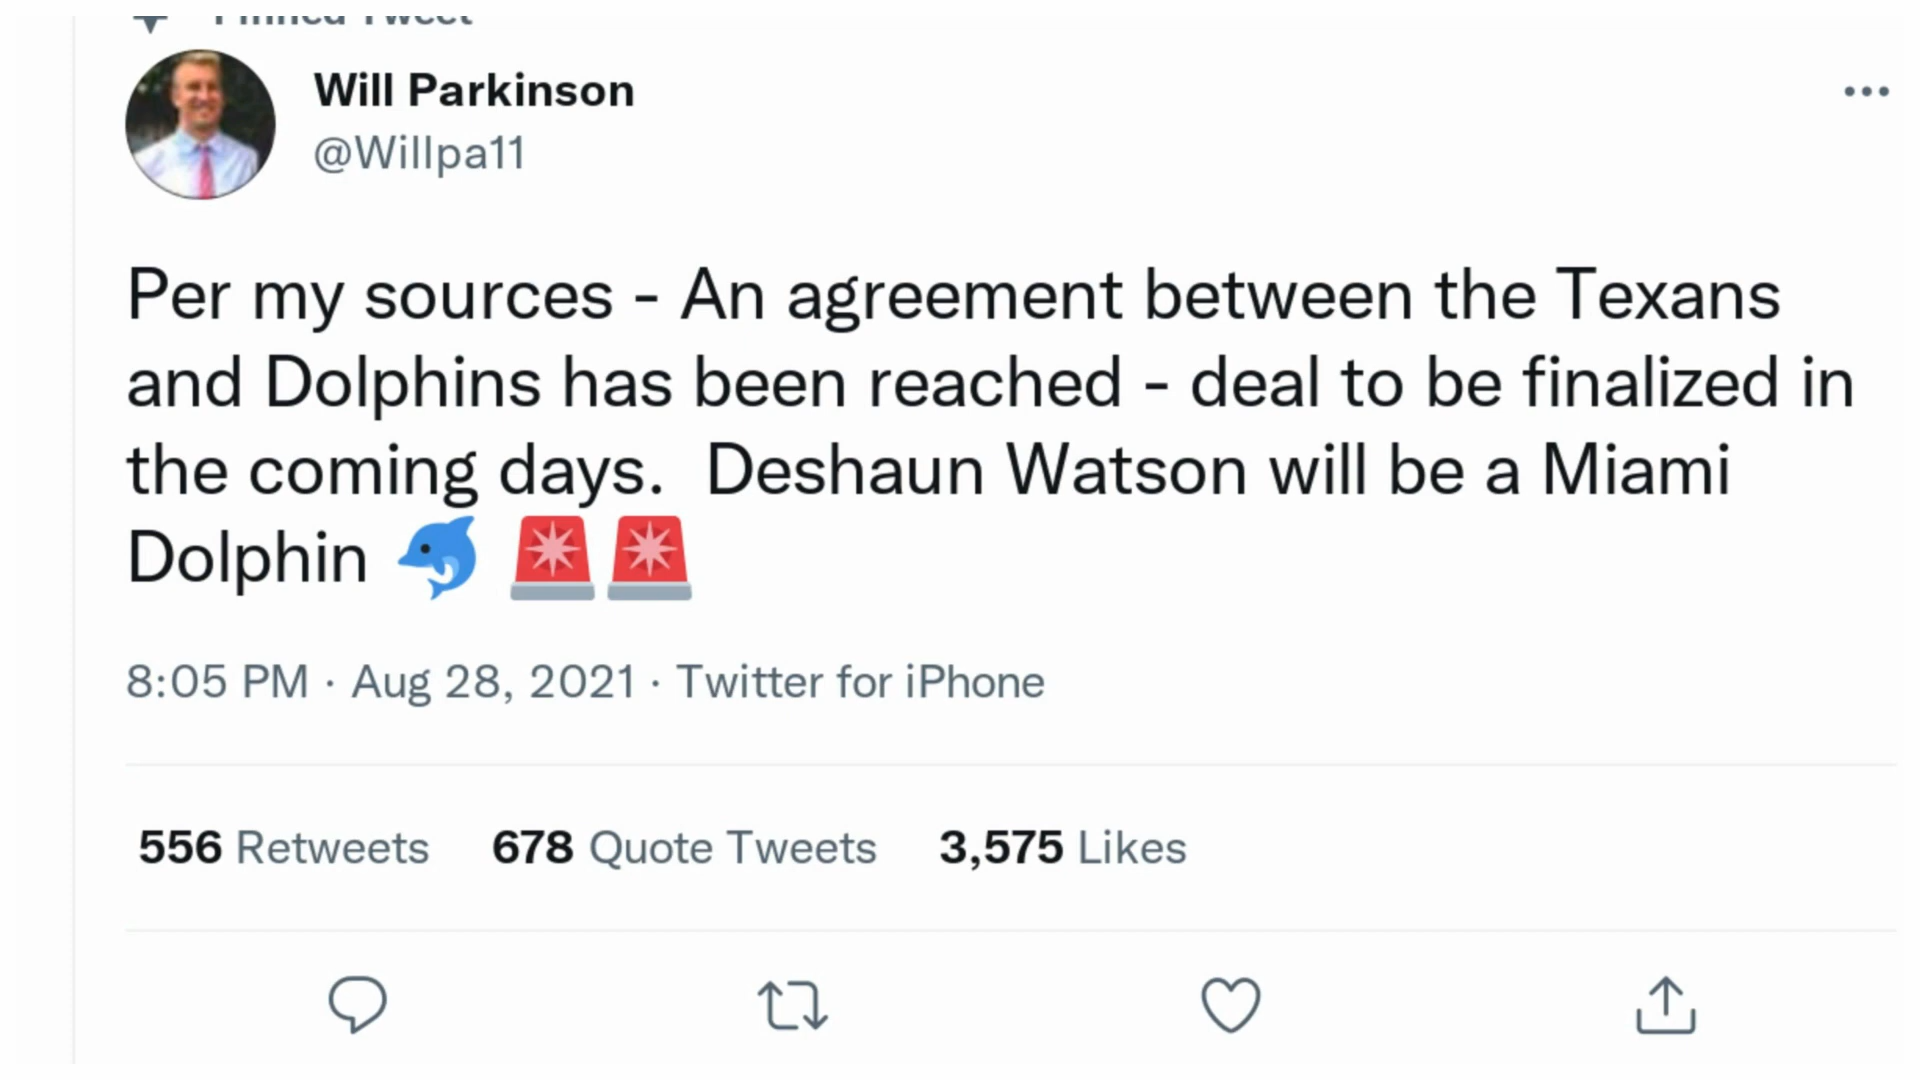 Pinned Tweet
Will Parkinson
@Willpa11
Per my sources - An agreement between the Texans
and Dolphins has been reached - deal to be finalized in
the coming days.  Deshaun Watson will be a Miami
Dolphin 🐬 🚨🚨
8:05 PM · Aug 28, 2021 · Twitter for iPhone
556 Retweets 678 Quote Tweets 3,575 Likes